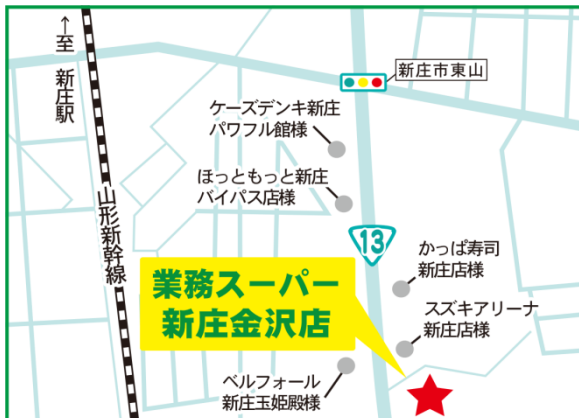 ↑至 新庄駅
新庄市東山
ケーズデンキ新庄
パワフル館様
ほっともっと新庄
バイパス店様
山形新幹線
13
かっぱ寿司
新庄店様
業務スーパー
新庄金沢店
スズキアリーナ
新庄店様
ベルフォール
新庄玉姫殿様